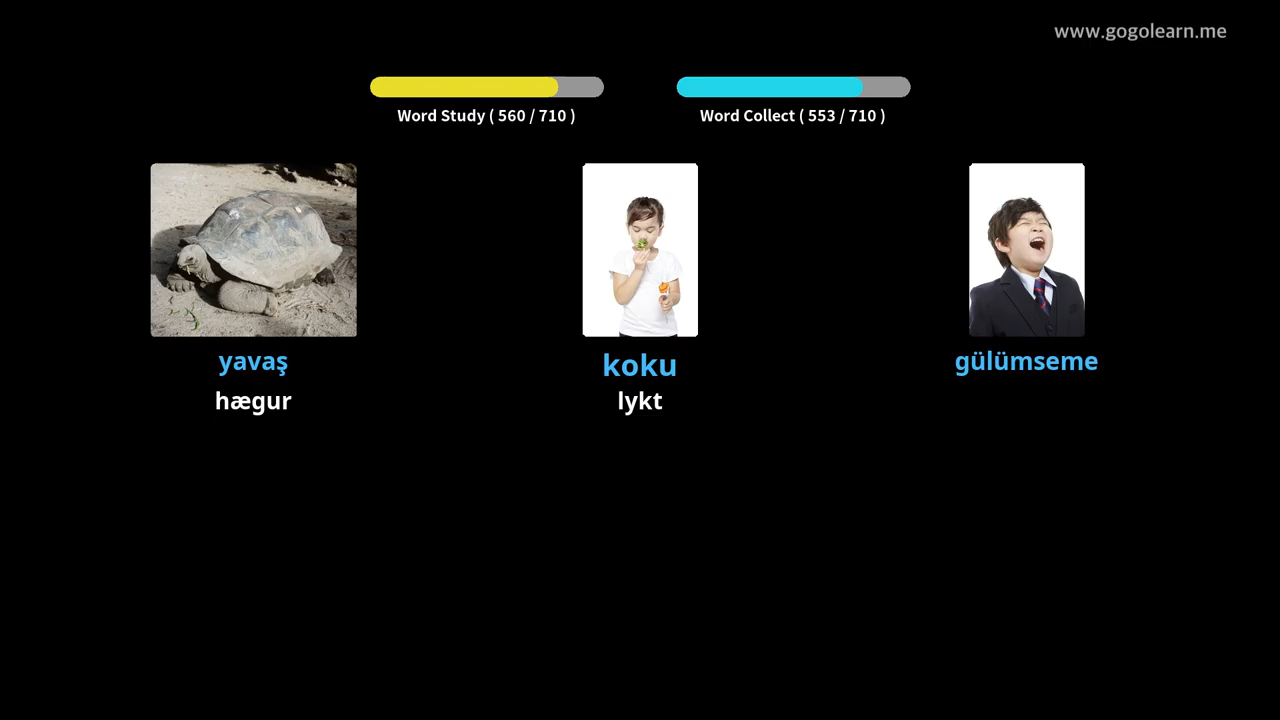 www.gogolearn.me
Word Study ( 560 / 710 )
Word Collect ( 553 / 710 )
yavaş
koku
gülümseme
hægur
lykt